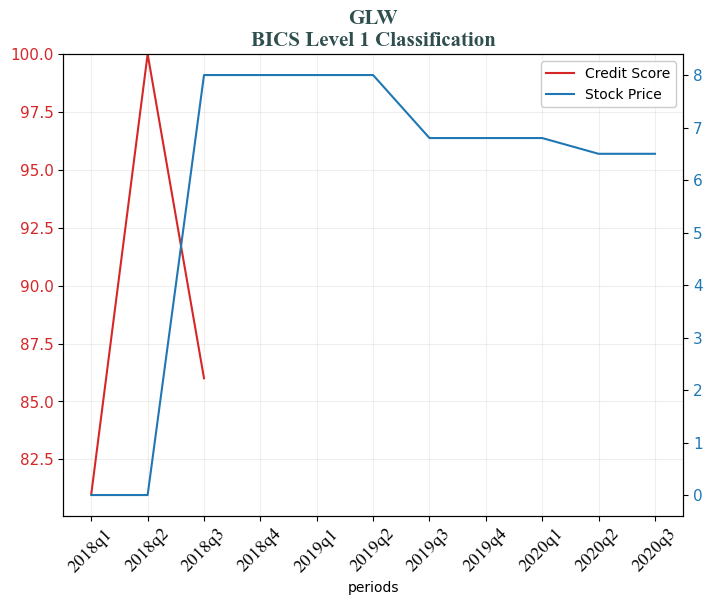 GLW
BICS Level 1 Classification
Credit Score
Stock Price
100.0
97.5
95.0
92.5
90.0
87.5
85.0
82.5
8
7
6
5
4
3
2
1
0
2018q1
2018q2
2018q3
2018q4
2019q1
2019q2
2019q3
2019q4
2020q1
2020q2
2020q3
periods